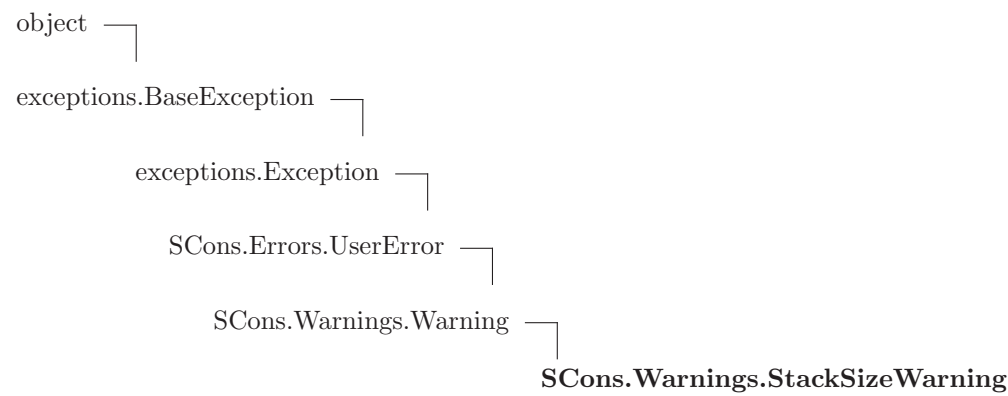 object
exceptions.BaseException
exceptions.Exception
SCons.Errors.UserError
SCons.Warnings.Warning
SCons.Warnings.StackSizeWarning